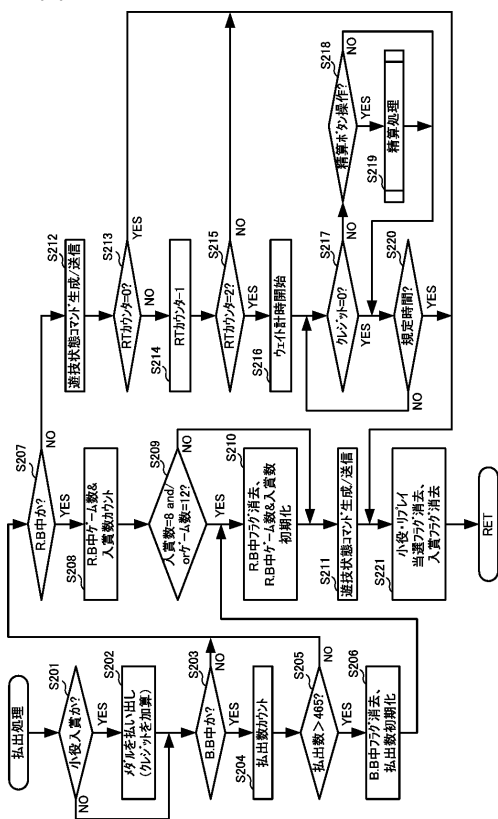 払出処理
S201
小役入賞か?
NO
YES
S202
メダルを払い出し
(クレジットを加算)
S203
B.B中か?
NO
YES
S204
払出数カウント
S205
払出数 > 465?
NO
YES
S206
B.B中フラグ消去、
払出数初期化
S207
R.B中か?
NO
YES
S208
R.B中ゲーム数&
入賞数カウント
S209
入賞数=8 and/
orゲーム数=12?
NO
YES
S210
R.B中フラグ消去、
R.B中ゲーム数&入賞数
初期化
S211
遊技状態コマンド生成/送信
S221
小役・リプレイ
当選フラグ消去、
入賞フラグ消去
RET
S212
遊技状態コマンド生成/送信
S213
RTカウンタ=0?
YES
NO
S214
RTカウンタ-1
S215
RTカウンタ=2?
NO
YES
S216
ウェイト計時開始
S217
クレジット=0?
NO
YES
S220
規定時間?
NO
YES
S218
精算ボタン操作?
NO
YES
S219
精算処理